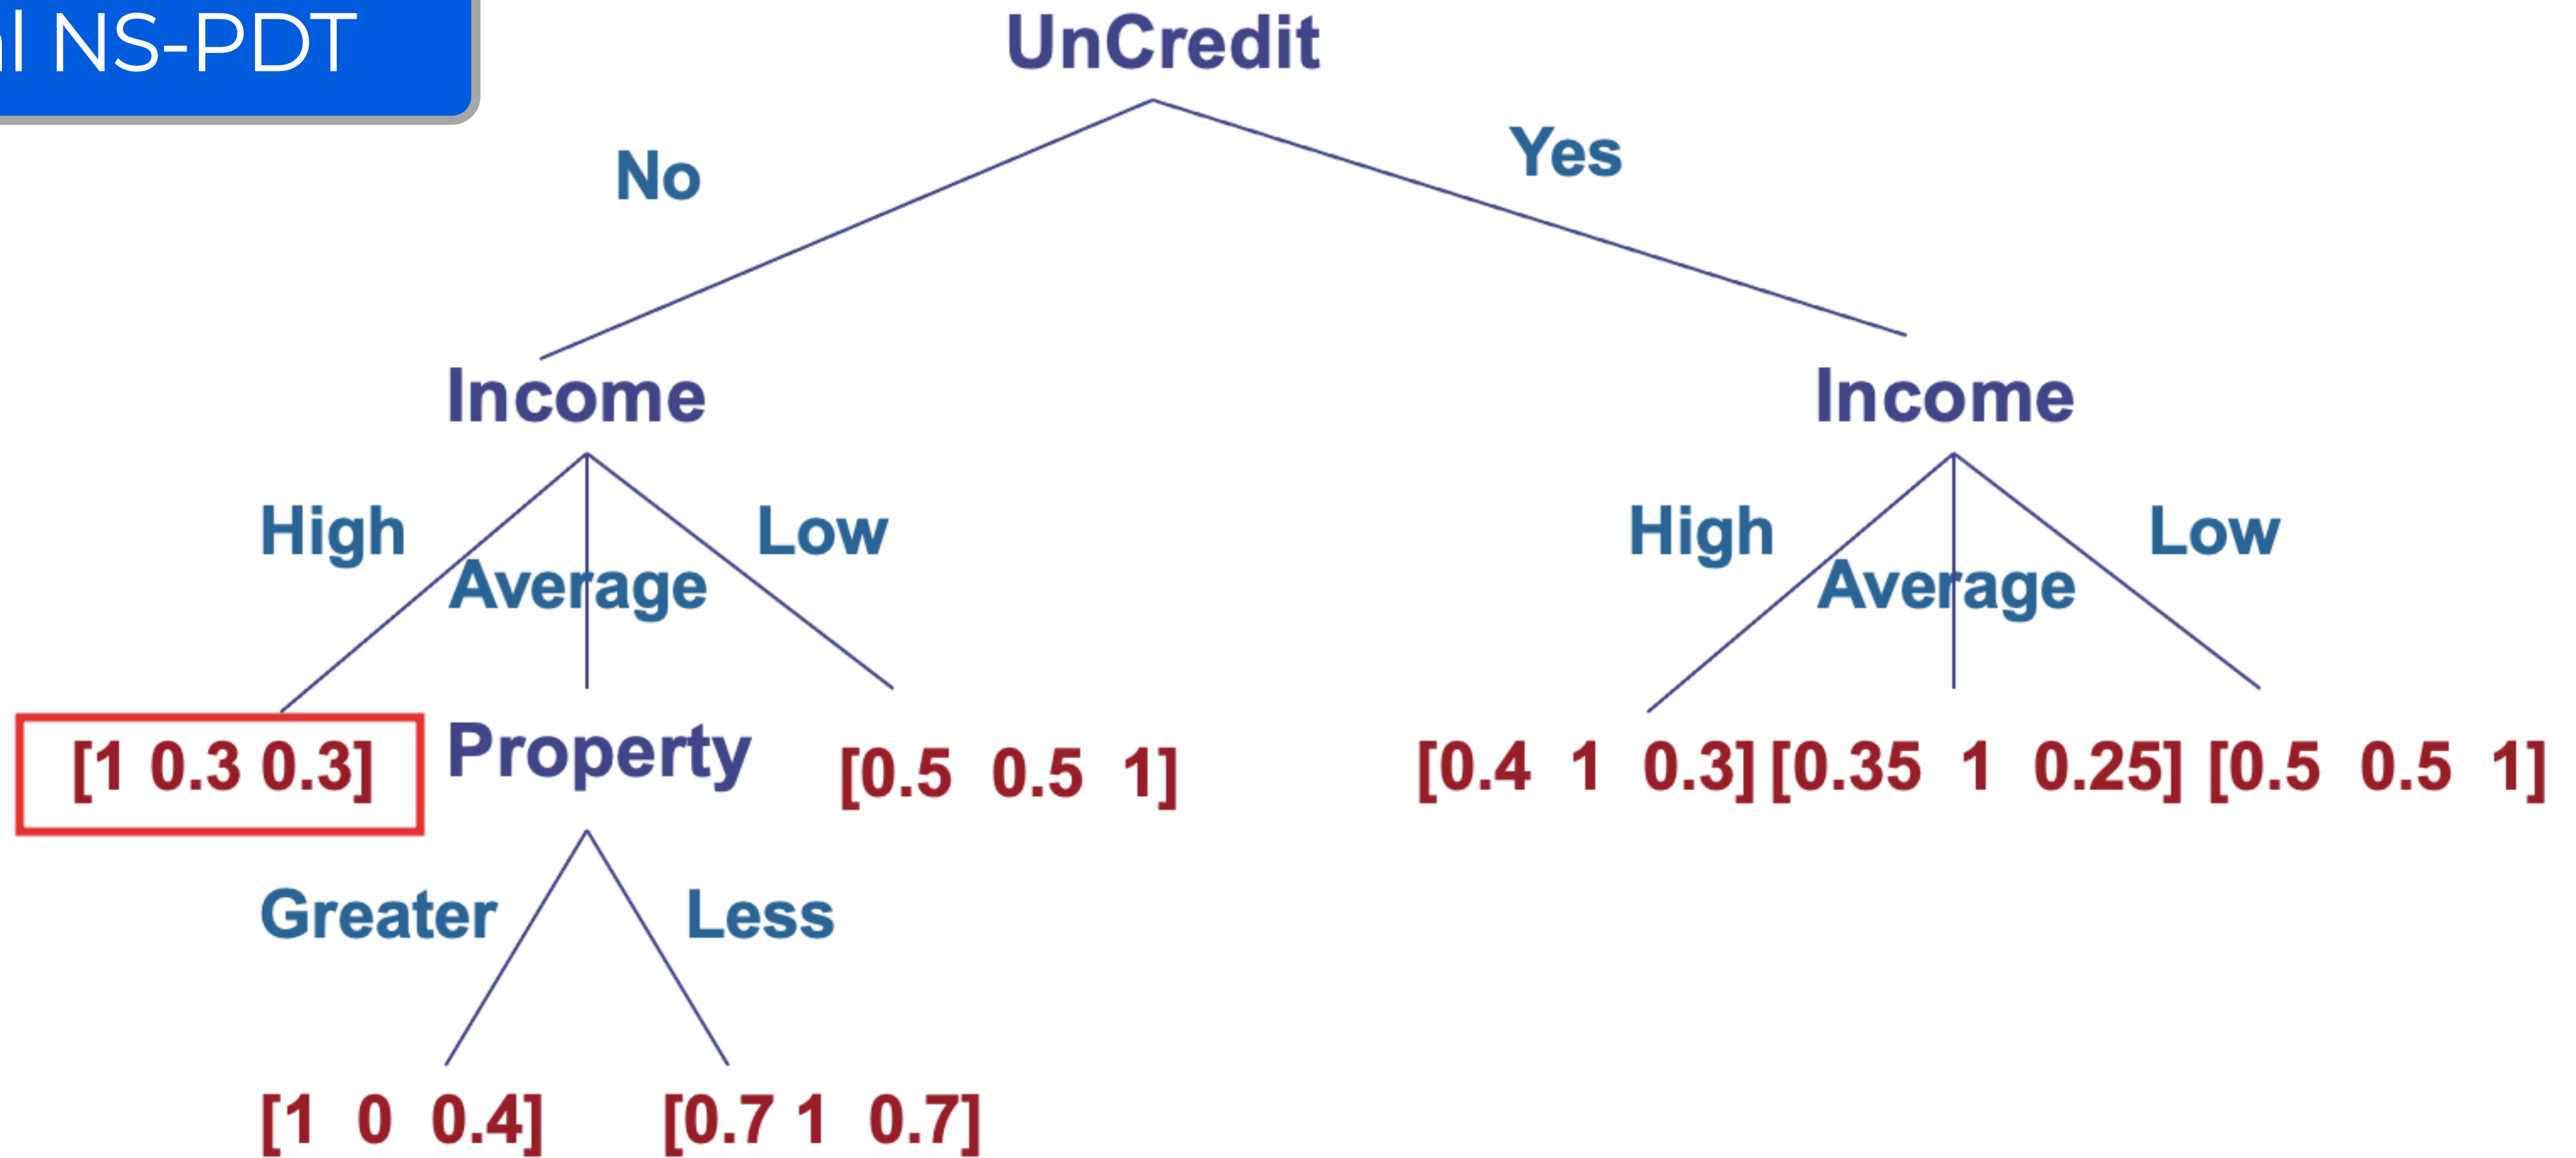 NS-PDT
UnCredit
No Yes
Income Income
High Average Low High Average Low
[1 0.3 0.3] Property [0.5 0.5 1] [0.4 1 0.3] [0.35 1 0.25] [0.5 0.5 1]
Greater Less
[1 0 0.4] [0.7 1 0.7]